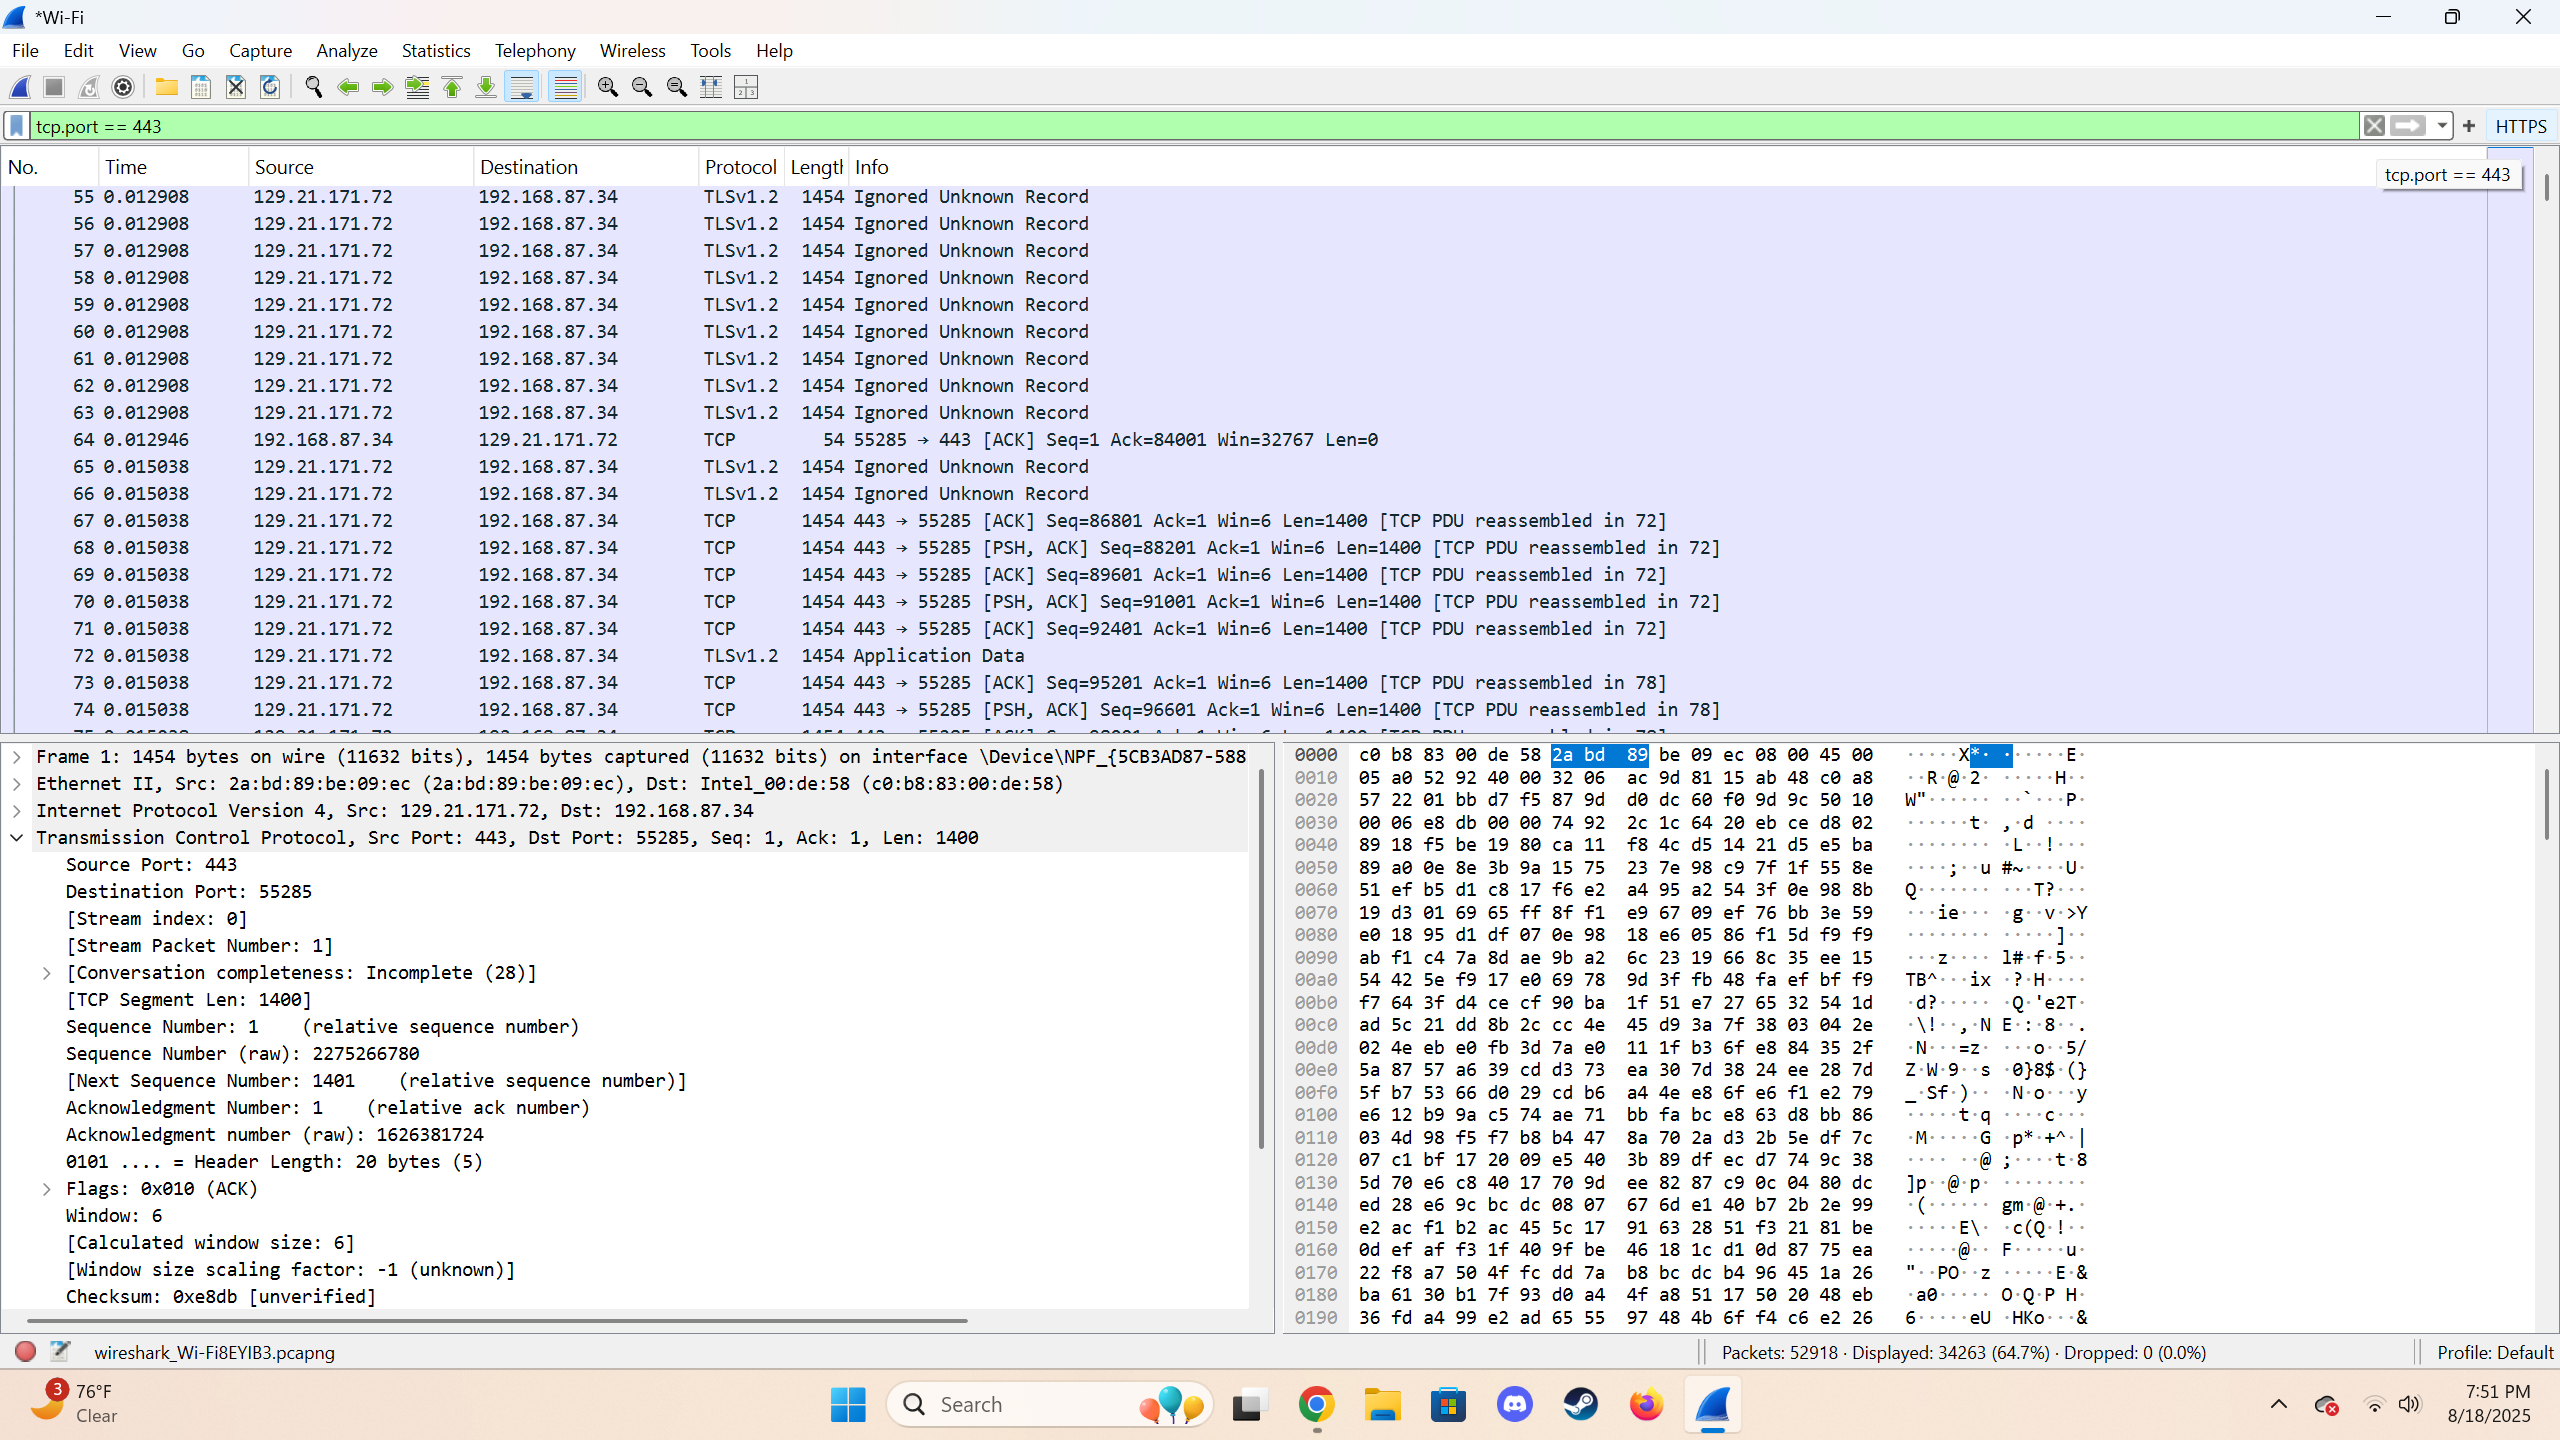 *Wi-Fi
File Edit View Go Capture Analyze Statistics Telephony Wireless Tools Help
tcp.port == 443
HTTPS
No. Time Source Destination Protocol Length Info
tcp.port == 443
55 0.012908 129.21.171.72 192.168.87.34 TLSv1.2 1454 Ignored Unknown Record
56 0.012908 129.21.171.72 192.168.87.34 TLSv1.2 1454 Ignored Unknown Record
57 0.012908 129.21.171.72 192.168.87.34 TLSv1.2 1454 Ignored Unknown Record
58 0.012908 129.21.171.72 192.168.87.34 TLSv1.2 1454 Ignored Unknown Record
59 0.012908 129.21.171.72 192.168.87.34 TLSv1.2 1454 Ignored Unknown Record
60 0.012908 129.21.171.72 192.168.87.34 TLSv1.2 1454 Ignored Unknown Record
61 0.012908 129.21.171.72 192.168.87.34 TLSv1.2 1454 Ignored Unknown Record
62 0.012908 129.21.171.72 192.168.87.34 TLSv1.2 1454 Ignored Unknown Record
63 0.012908 129.21.171.72 192.168.87.34 TLSv1.2 1454 Ignored Unknown Record
64 0.012946 192.168.87.34 129.21.171.72 TCP 54 55285 → 443 [ACK] Seq=1 Ack=84001 Win=32767 Len=0
65 0.015038 129.21.171.72 192.168.87.34 TLSv1.2 1454 Ignored Unknown Record
66 0.015038 129.21.171.72 192.168.87.34 TLSv1.2 1454 Ignored Unknown Record
67 0.015038 129.21.171.72 192.168.87.34 TCP 1454 443 → 55285 [ACK] Seq=86801 Ack=1 Win=6 Len=1400 [TCP PDU reassembled in 72]
68 0.015038 129.21.171.72 192.168.87.34 TCP 1454 443 → 55285 [PSH, ACK] Seq=88201 Ack=1 Win=6 Len=1400 [TCP PDU reassembled in 72]
69 0.015038 129.21.171.72 192.168.87.34 TCP 1454 443 → 55285 [ACK] Seq=89601 Ack=1 Win=6 Len=1400 [TCP PDU reassembled in 72]
70 0.015038 129.21.171.72 192.168.87.34 TCP 1454 443 → 55285 [PSH, ACK] Seq=91001 Ack=1 Win=6 Len=1400 [TCP PDU reassembled in 72]
71 0.015038 129.21.171.72 192.168.87.34 TCP 1454 443 → 55285 [ACK] Seq=92401 Ack=1 Win=6 Len=1400 [TCP PDU reassembled in 72]
72 0.015038 129.21.171.72 192.168.87.34 TLSv1.2 1454 Application Data
73 0.015038 129.21.171.72 192.168.87.34 TCP 1454 443 → 55285 [ACK] Seq=95201 Ack=1 Win=6 Len=1400 [TCP PDU reassembled in 78]
74 0.015038 129.21.171.72 192.168.87.34 TCP 1454 443 → 55285 [PSH, ACK] Seq=96601 Ack=1 Win=6 Len=1400 [TCP PDU reassembled in 78]
Frame 1: 1454 bytes on wire (11632 bits), 1454 bytes captured (11632 bits) on interface \Device\NPF_{5CB3AD87-588
Ethernet II, Src: 2a:bd:89:be:09:ec (2a:bd:89:be:09:ec), Dst: Intel_00:de:58 (c0:b8:83:00:de:58)
Internet Protocol Version 4, Src: 129.21.171.72, Dst: 192.168.87.34
Transmission Control Protocol, Src Port: 443, Dst Port: 55285, Seq: 1, Ack: 1, Len: 1400
Source Port: 443
Destination Port: 55285
[Stream index: 0]
[Stream Packet Number: 1]
[Conversation completeness: Incomplete (28)]
[TCP Segment Len: 1400]
Sequence Number: 1 (relative sequence number)
Sequence Number (raw): 2275266780
[Next Sequence Number: 1401 (relative sequence number)]
Acknowledgment Number: 1 (relative ack number)
Acknowledgment number (raw): 1626381724
0101 .... = Header Length: 20 bytes (5)
Flags: 0x010 (ACK)
Window: 6
[Calculated window size: 6]
[Window size scaling factor: -1 (unknown)]
Checksum: 0xe8db [unverified]
0000 c0 b8 83 00 de 58 2a bd 89 be 09 ec 08 00 45 00 ·····X*· ······E·
0010 05 a0 52 92 40 00 32 06 ac 9d 81 15 ab 48 c0 a8 ··R·@·2· ·····H··
0020 57 22 01 bb d7 f5 87 9d d0 dc 60 f0 9d 9c 50 10 W"······ ··`···P·
0030 00 06 e8 db 00 00 74 92 2c 1c 64 20 eb ce d8 02 ······t· ,·d ····
0040 89 18 f5 be 19 80 ca 11 f8 4c d5 14 21 d5 e5 ba ········ ·L··!···
0050 89 a0 0e 8e 3b 9a 15 75 23 7e 98 c9 7f 1f 55 8e ····;··u #~····U·
0060 51 ef b5 d1 c8 17 f6 e2 a4 95 a2 54 3f 0e 98 8b Q······· ···T?···
0070 19 d3 01 69 65 ff 8f f1 e9 67 09 ef 76 bb 3e 59 ···ie··· ·g··v·>Y
0080 e0 18 95 d1 df 07 0e 98 18 e6 05 86 f1 5d f9 f9 ········ ·····]··
0090 ab f1 c4 7a 8d ae 9b a2 6c 23 19 66 8c 35 ee 15 ···z···· l#·f·5··
00a0 54 42 5e f9 17 e0 69 78 9d 3f fb 48 fa ef bf f9 TB^···ix ·?·H····
00b0 f7 64 3f d4 ce cf 90 ba 1f 51 e7 27 65 32 54 1d ·d?····· ·Q·'e2T·
00c0 ad 5c 21 dd 8b 2c cc 4e 45 d9 3a 7f 38 03 04 2e ·\!··,·N E·:·8··.
00d0 02 4e eb e0 fb 3d 7a e0 11 1f b3 6f e8 84 35 2f ·N···=z· ···o··5/
00e0 5a 87 57 a6 39 cd d3 73 ea 30 7d 38 24 ee 28 7d Z·W·9··s ·0}8$·(}
00f0 5f b7 53 66 d0 29 cd b6 a4 4e e8 6f e6 f1 e2 79 _·Sf·)·· ·N·o···y
0100 e6 12 b9 9a c5 74 ae 71 bb fa bc e8 63 d8 bb 86 ·····t·q ····c···
0110 03 4d 98 f5 f7 b8 b4 47 8a 70 2a d3 2b 5e df 7c ·M·····G ·p*·+^·|
0120 07 c1 bf 17 20 09 e5 40 3b 89 df ec d7 74 9c 38 ···· ··@ ;····t·8
0130 5d 70 e6 c8 40 17 70 9d ee 82 87 c9 0c 04 80 dc ]p··@·p· ········
0140 ed 28 e6 9c bc dc 08 07 67 6d e1 40 b7 2b 2e 99 ·(······ gm·@·+.·
0150 e2 ac f1 b2 ac 45 5c 17 91 63 28 51 f3 21 81 be ·····E\· ·c(Q·!··
0160 0d ef af f3 1f 40 9f be 46 18 1c d1 0d 87 75 ea ·····@·· F·····u·
0170 22 f8 a7 50 4f fc dd 7a b8 bc dc b4 96 45 1a 26 "··PO··z ·····E·&
0180 ba 61 30 b1 7f 93 d0 a4 4f a8 51 17 50 20 48 eb ·a0····· O·Q·P H·
0190 36 fd a4 99 e2 ad 65 55 97 48 4b 6f f4 c6 e2 26 6·····eU ·HKo···&
wireshark_Wi-Fi8EYIB3.pcapng
Packets: 52918 · Displayed: 34263 (64.7%) · Dropped: 0 (0.0%)
Profile: Default
3
76°F
Clear
Search
7:51 PM
8/18/2025